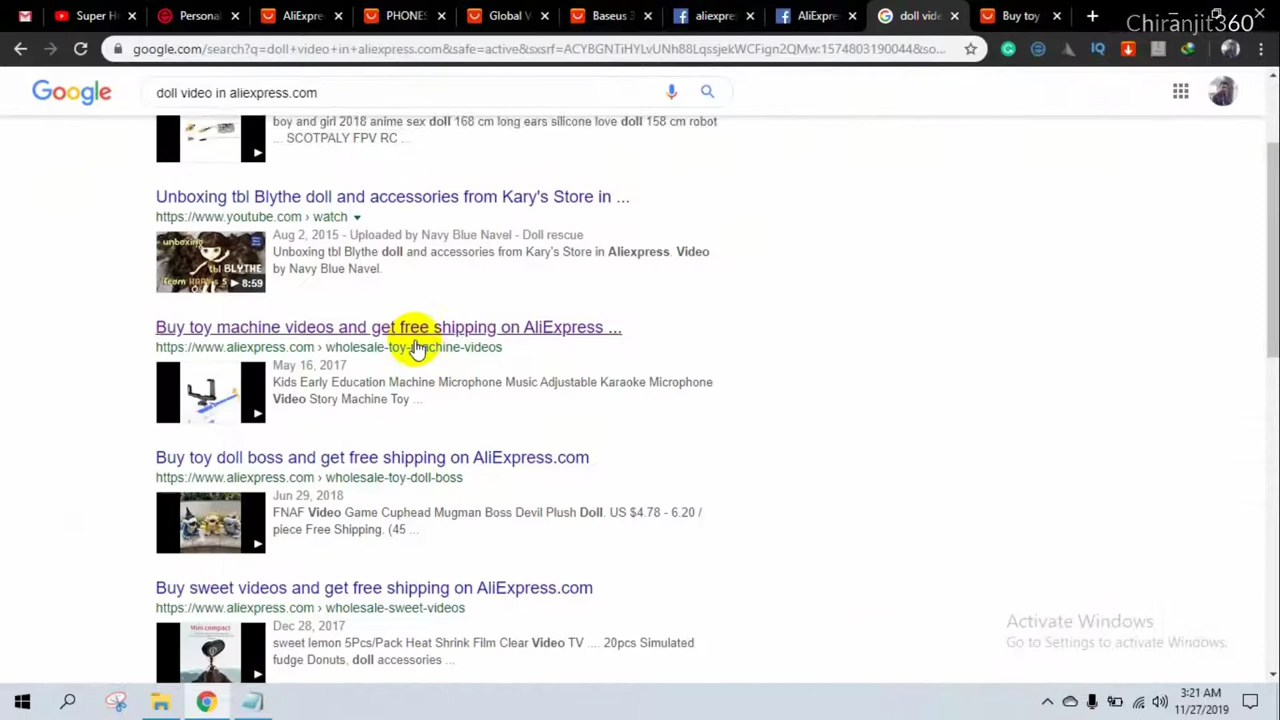 Super H
Personal
AliExpre
PHONES
Global V
Baseus 3
aliexpres
AliExpre
doll vide
Buy toy
Chiranjit360
google.com/search?q=doll+video+in+aliexpress.com&safe=active&sxsrf=ACYBGNTiHYLvUNh88LqssjekWCFign2QMw:1574803190044&so...
Google
doll video in aliexpress.com
boy and girl 2018 anime sex doll 168 cm long ears silicone love doll 158 cm robot
... SCOTPALY FPV RC ...
Unboxing tbl Blythe doll and accessories from Kary's Store in ...
https://www.youtube.com › watch
Aug 2, 2015 - Uploaded by Navy Blue Navel - Doll rescue
Unboxing tbl Blythe doll and accessories from Kary's Store in Aliexpress. Video
by Navy Blue Navel.
unboxing
tbl BLYTHE
from KARY's S
8:59
Buy toy machine videos and get free shipping on AliExpress ...
https://www.aliexpress.com › wholesale-toy-machine-videos
May 16, 2017
Kids Early Education Machine Microphone Music Adjustable Karaoke Microphone
Video Story Machine Toy ...
Buy toy doll boss and get free shipping on AliExpress.com
https://www.aliexpress.com › wholesale-toy-doll-boss
Jun 29, 2018
FNAF Video Game Cuphead Mugman Boss Devil Plush Doll. US $4.78 - 6.20 /
piece Free Shipping. (45 ...
Buy sweet videos and get free shipping on AliExpress.com
https://www.aliexpress.com › wholesale-sweet-videos
Dec 28, 2017
Mini compact
sweet lemon 5Pcs/Pack Heat Shrink Film Clear Video TV .... 20pcs Simulated
fudge Donuts, doll accessories ...
Activate Windows
Go to Settings to activate Windows.
3:21 AM
11/27/2019